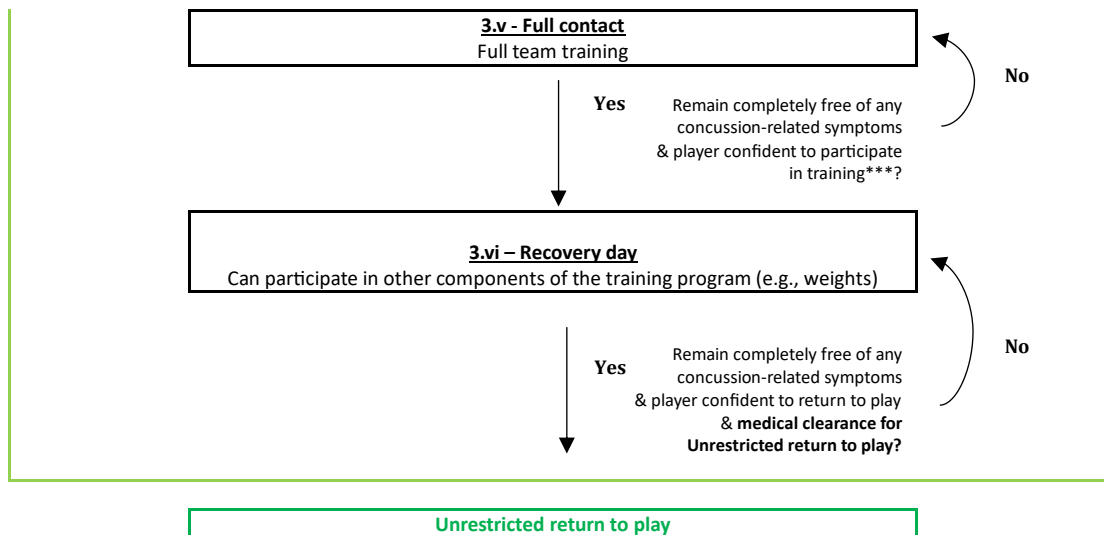 3.v - Full contact
Full team training
No
Yes
Remain completely free of any
concussion-related symptoms
& player confident to participate
in training***?
3.vi – Recovery day
Can participate in other components of the training program (e.g., weights)
No
Yes
Remain completely free of any
concussion-related symptoms
& player confident to return to play
& medical clearance for
Unrestricted return to play?
Unrestricted return to play